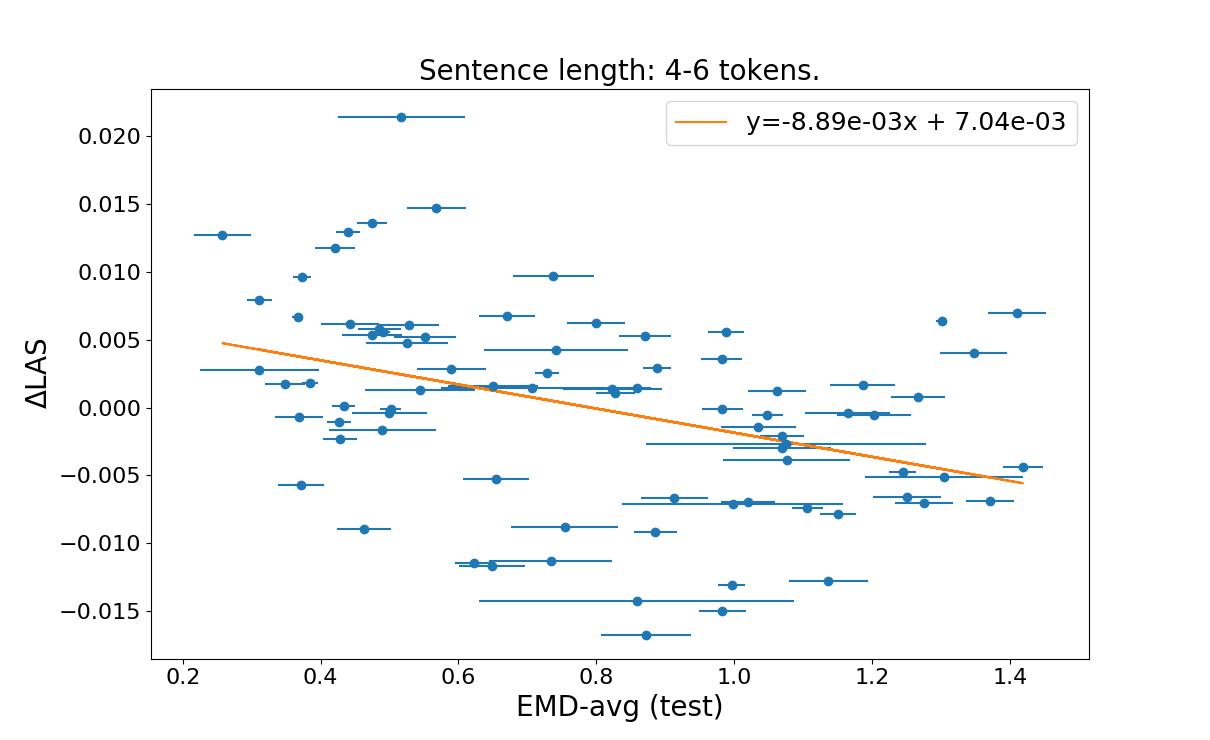 Sentence length: 4-6 tokens.
y=-8.89e-03x + 7.04e-03
ΔLAS
0.020
0.015
0.010
0.005
0.000
−0.005
−0.010
−0.015
0.2 0.4 0.6 0.8 1.0 1.2 1.4
EMD-avg (test)